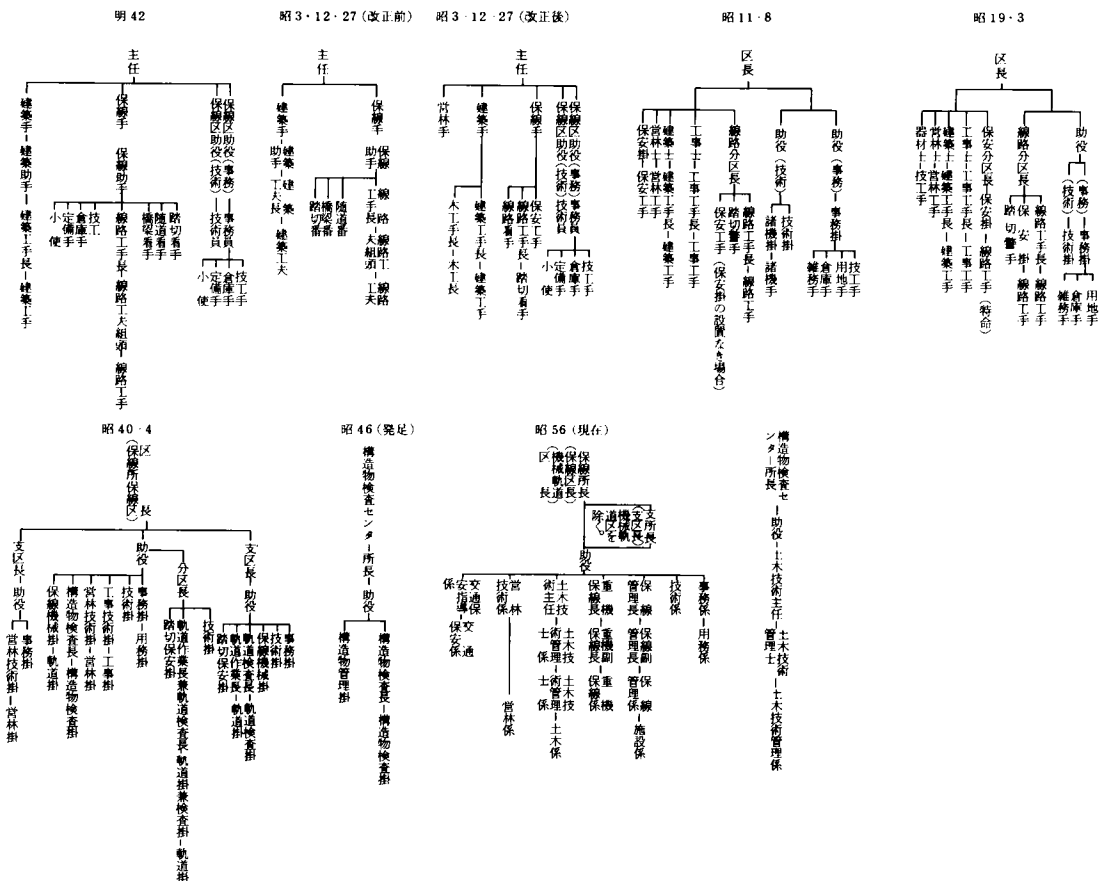 明 42
主任
建築手-建築助手-建築工手長-建築工手
保線手
保線助手
小使
定備手
倉庫手
技工
線路工手長-線路工夫組頭-線路工手
橋梁看手
隧道看手
踏切看手
保線区助役(技術)-技術員
保線区助役(事務)-事務員
小使
定備手
倉庫手
技工手
昭3・12・27(改正前)
主任
建築手-建築助手
建築工夫長
建築工夫
保線手
保線助手
踏切番
橋梁番
隧道番
線路工手長-線路工夫組頭-線路工夫
昭3・12・27(改正後)
主任
営林手
建築手
木工手長-木工手
建築工手長-建築工手
保線手
線路看手
線路工手長-踏切看手
保安工手
保線区助役(技術)技術員
保線区助役(事務)事務員
小使
定備手
倉庫手
技工手
昭11・8
区長
保安掛-保安工手
営林士-営林工手
建築士-建築工手長-建築工手
工事士-工事工手長-工事工手
線路分区長
保安工手(保安掛の設置なき場合)
踏切警手
線路工手長-線路工手
助役(技術)
諸機掛-諸機手
技術掛
助役(事務)-事務掛
雑務手
倉庫手
用地手
技工手
昭19・3
区長
器材士-技工手
営林士-営林工手
建築士-建築工手長-建築工手
工事士-工事工手長-工事工手
保安分区長-保安掛-線路工手(特命)
線路分区長
踏切警手
保安掛-線路工手
線路工手長-線路工手
助役
(技術)-技術掛
(事務)-事務掛
雑務手
倉庫手
用地手
昭40・4
区長
(保線所保線区)
支区長-助役
営林技術掛-営林掛
事務掛
助役
保線機械掛-軌道掛
構造物検査長-構造物検査掛
営林技術掛-営林掛
工事技術掛-工事掛
技術掛
事務掛-用務掛
分区長
踏切保安掛
軌道作業長兼軌道検査長-軌道掛兼検査掛-軌道掛
技術掛
支区長-助役
踏切保安掛
軌道作業長-軌道掛
軌道検査長-軌道検査掛
保線機械掛
技術掛
事務掛
昭46(発足)
構造物検査センター所長-助役
構造物管理掛
構造物検査長-構造物検査掛
昭56(現在)
保線所長
(保線区長)
(機械軌道区長)
支所長
(支区長)
機械軌道区を除く。
助役
交通保安指導係
交通保安係
営林技術係
営林係
土木技術主任-土木技術管理士係-土木技術管理士係-土木係
重機保線長-重機副保線長-重機保線係
保線管理長-保線副管理長-保線管理係-施設係
技術係
事務係-用務係
構造物検査センター所長-助役-土木技術主任-土木技術管理士-土木技術管理係